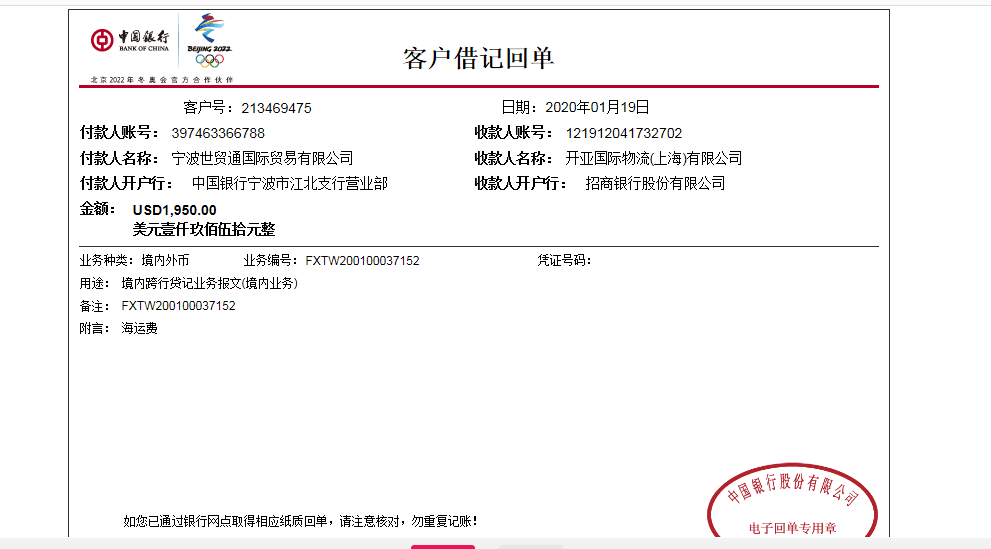 中国银行
BANK OF CHINA
BEIJING 2022
北京2022年冬奥会官方合作伙伴
客户借记回单
客户号：213469475 日期：2020年01月19日
付款人账号：397463366788 收款人账号：121912041732702
付款人名称：宁波世贸通国际贸易有限公司 收款人名称：开亚国际物流(上海)有限公司
付款人开户行：中国银行宁波市江北支行营业部 收款人开户行：招商银行股份有限公司
金额：USD1,950.00
美元壹仟玖佰伍拾元整
业务种类：境内外币 业务编号：FXTW200100037152 凭证号码：
用途：境内跨行贷记业务报文(境内业务)
备注：FXTW200100037152
附言：海运费
中国银行股份有限公司
如您已通过银行网点取得相应纸质回单，请注意核对，勿重复记账！
电子回单专用章